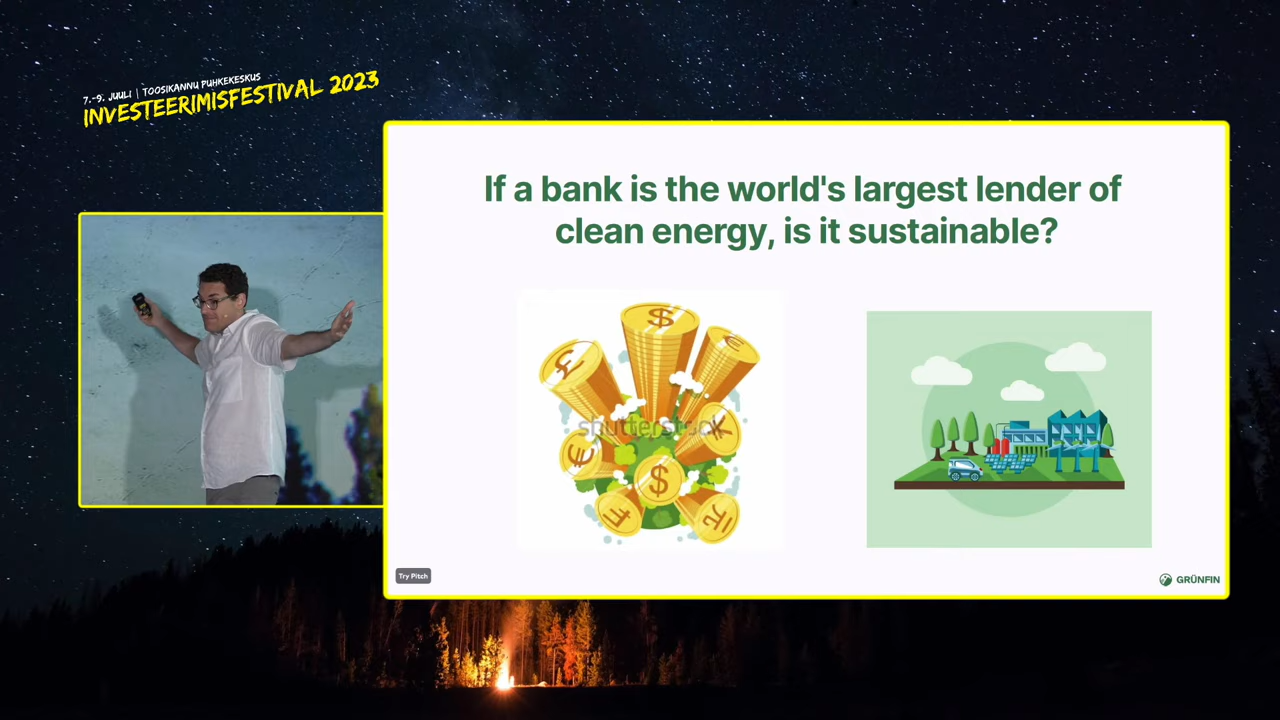 7.-9. JUULI | TOOSIKANNU PUHKEKESKUS
INVESTEERIMISFESTIVAL 2023
If a bank is the world's largest lender of
clean energy, is it sustainable?
shutterstock
Try Pitch
GRÜNFIN